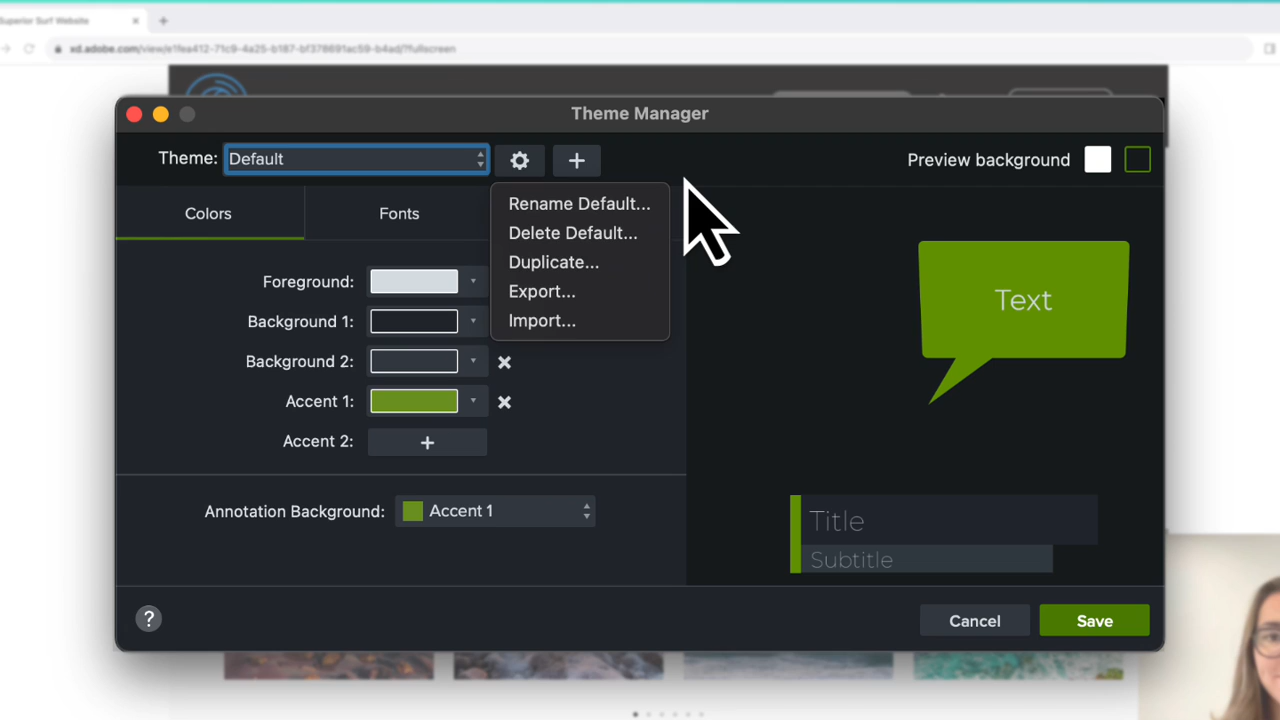 Superior Surf Website
xd.adobe.com/view/e1fea412-71c9-4a25-b187-bf378691ac59-b4ad/?fullscreen
Theme Manager
Theme: Default
Preview background
Colors
Fonts
Rename Default...
Delete Default...
Duplicate...
Export...
Import...
Foreground:
Background 1:
Background 2:
Accent 1:
Accent 2:
Annotation Background: Accent 1
Text
Title
Subtitle
?
Cancel
Save